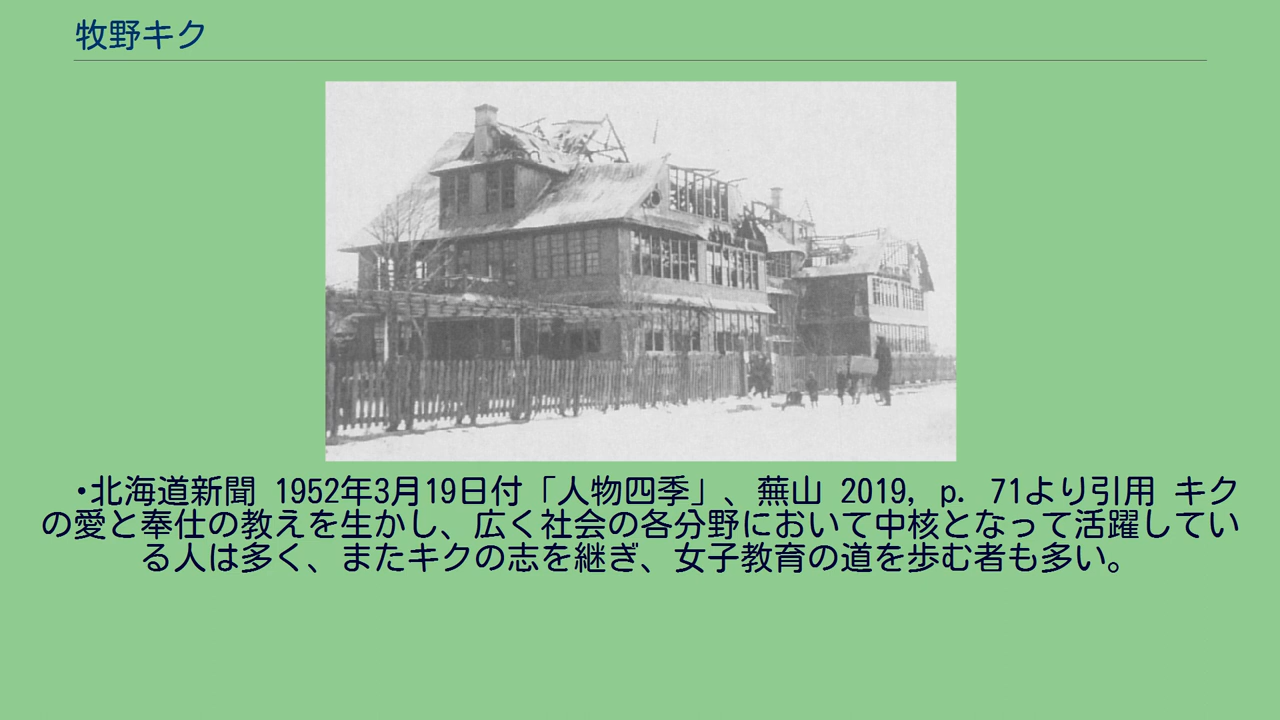 牧野キク
•北海道新聞 1952年3月19日付「人物四季」、蕪山 2019, p. 71より引用 キク
の愛と奉仕の教えを生かし、広く社会の各分野において中核となって活躍してい
る人は多く、またキクの志を継ぎ、女子教育の道を歩む者も多い。